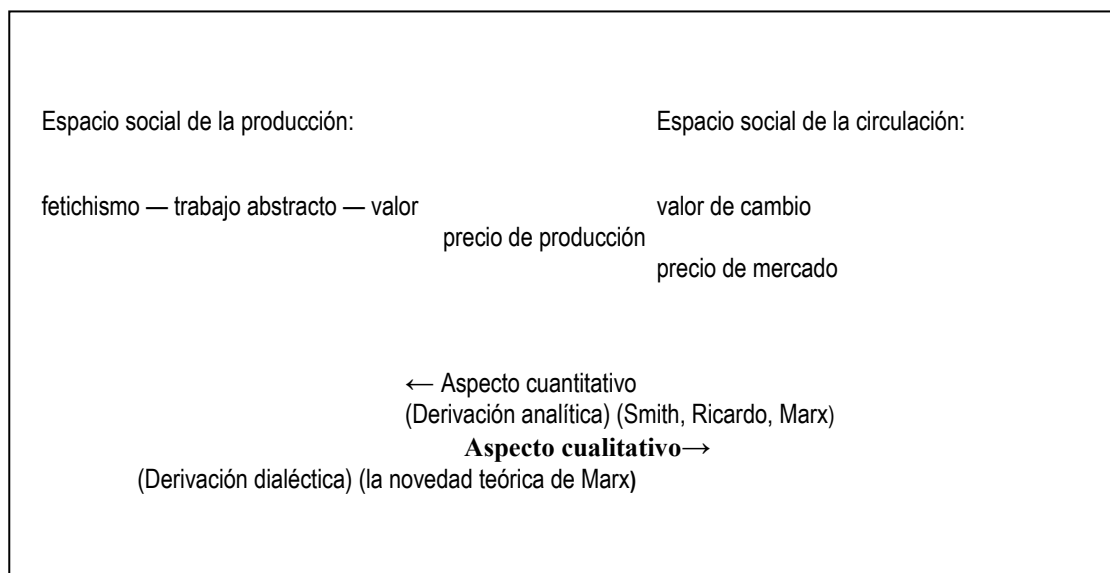 Espacio social de la producción:
Espacio social de la circulación:
fetichismo — trabajo abstracto — valor
valor de cambio
precio de producción
precio de mercado
← Aspecto cuantitativo
(Derivación analítica) (Smith, Ricardo, Marx)
Aspecto cualitativo→
(Derivación dialéctica) (la novedad teórica de Marx)